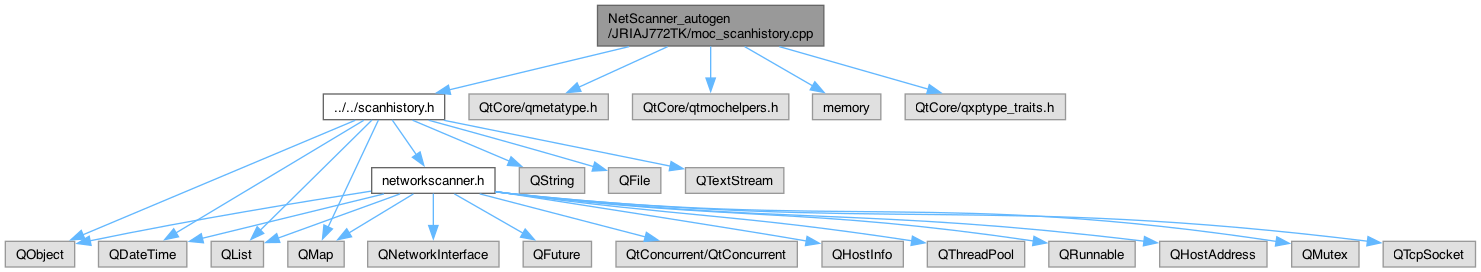 NetScanner_autogen
/JRIAJ772TK/moc_scanhistory.cpp
../../scanhistory.h
QtCore/qmetatype.h
QtCore/qtmochelpers.h
memory
QtCore/qxptype_traits.h
networkscanner.h
QString
QFile
QTextStream
QObject
QDateTime
QList
QMap
QNetworkInterface
QFuture
QtConcurrent/QtConcurrent
QHostInfo
QThreadPool
QRunnable
QHostAddress
QMutex
QTcpSocket